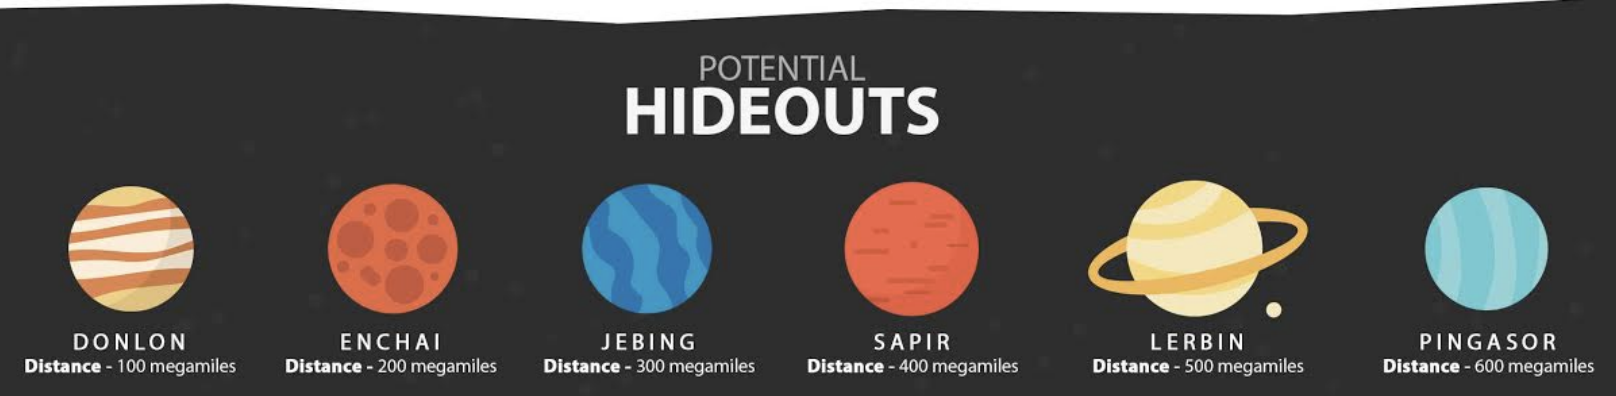 POTENTIAL
HIDEOUTS
DONLON
Distance - 100 megamiles
ENCHAI
Distance - 200 megamiles
JEBING
Distance - 300 megamiles
SAPIR
Distance - 400 megamiles
LERBIN
Distance - 500 megamiles
PINGASOR
Distance - 600 megamiles